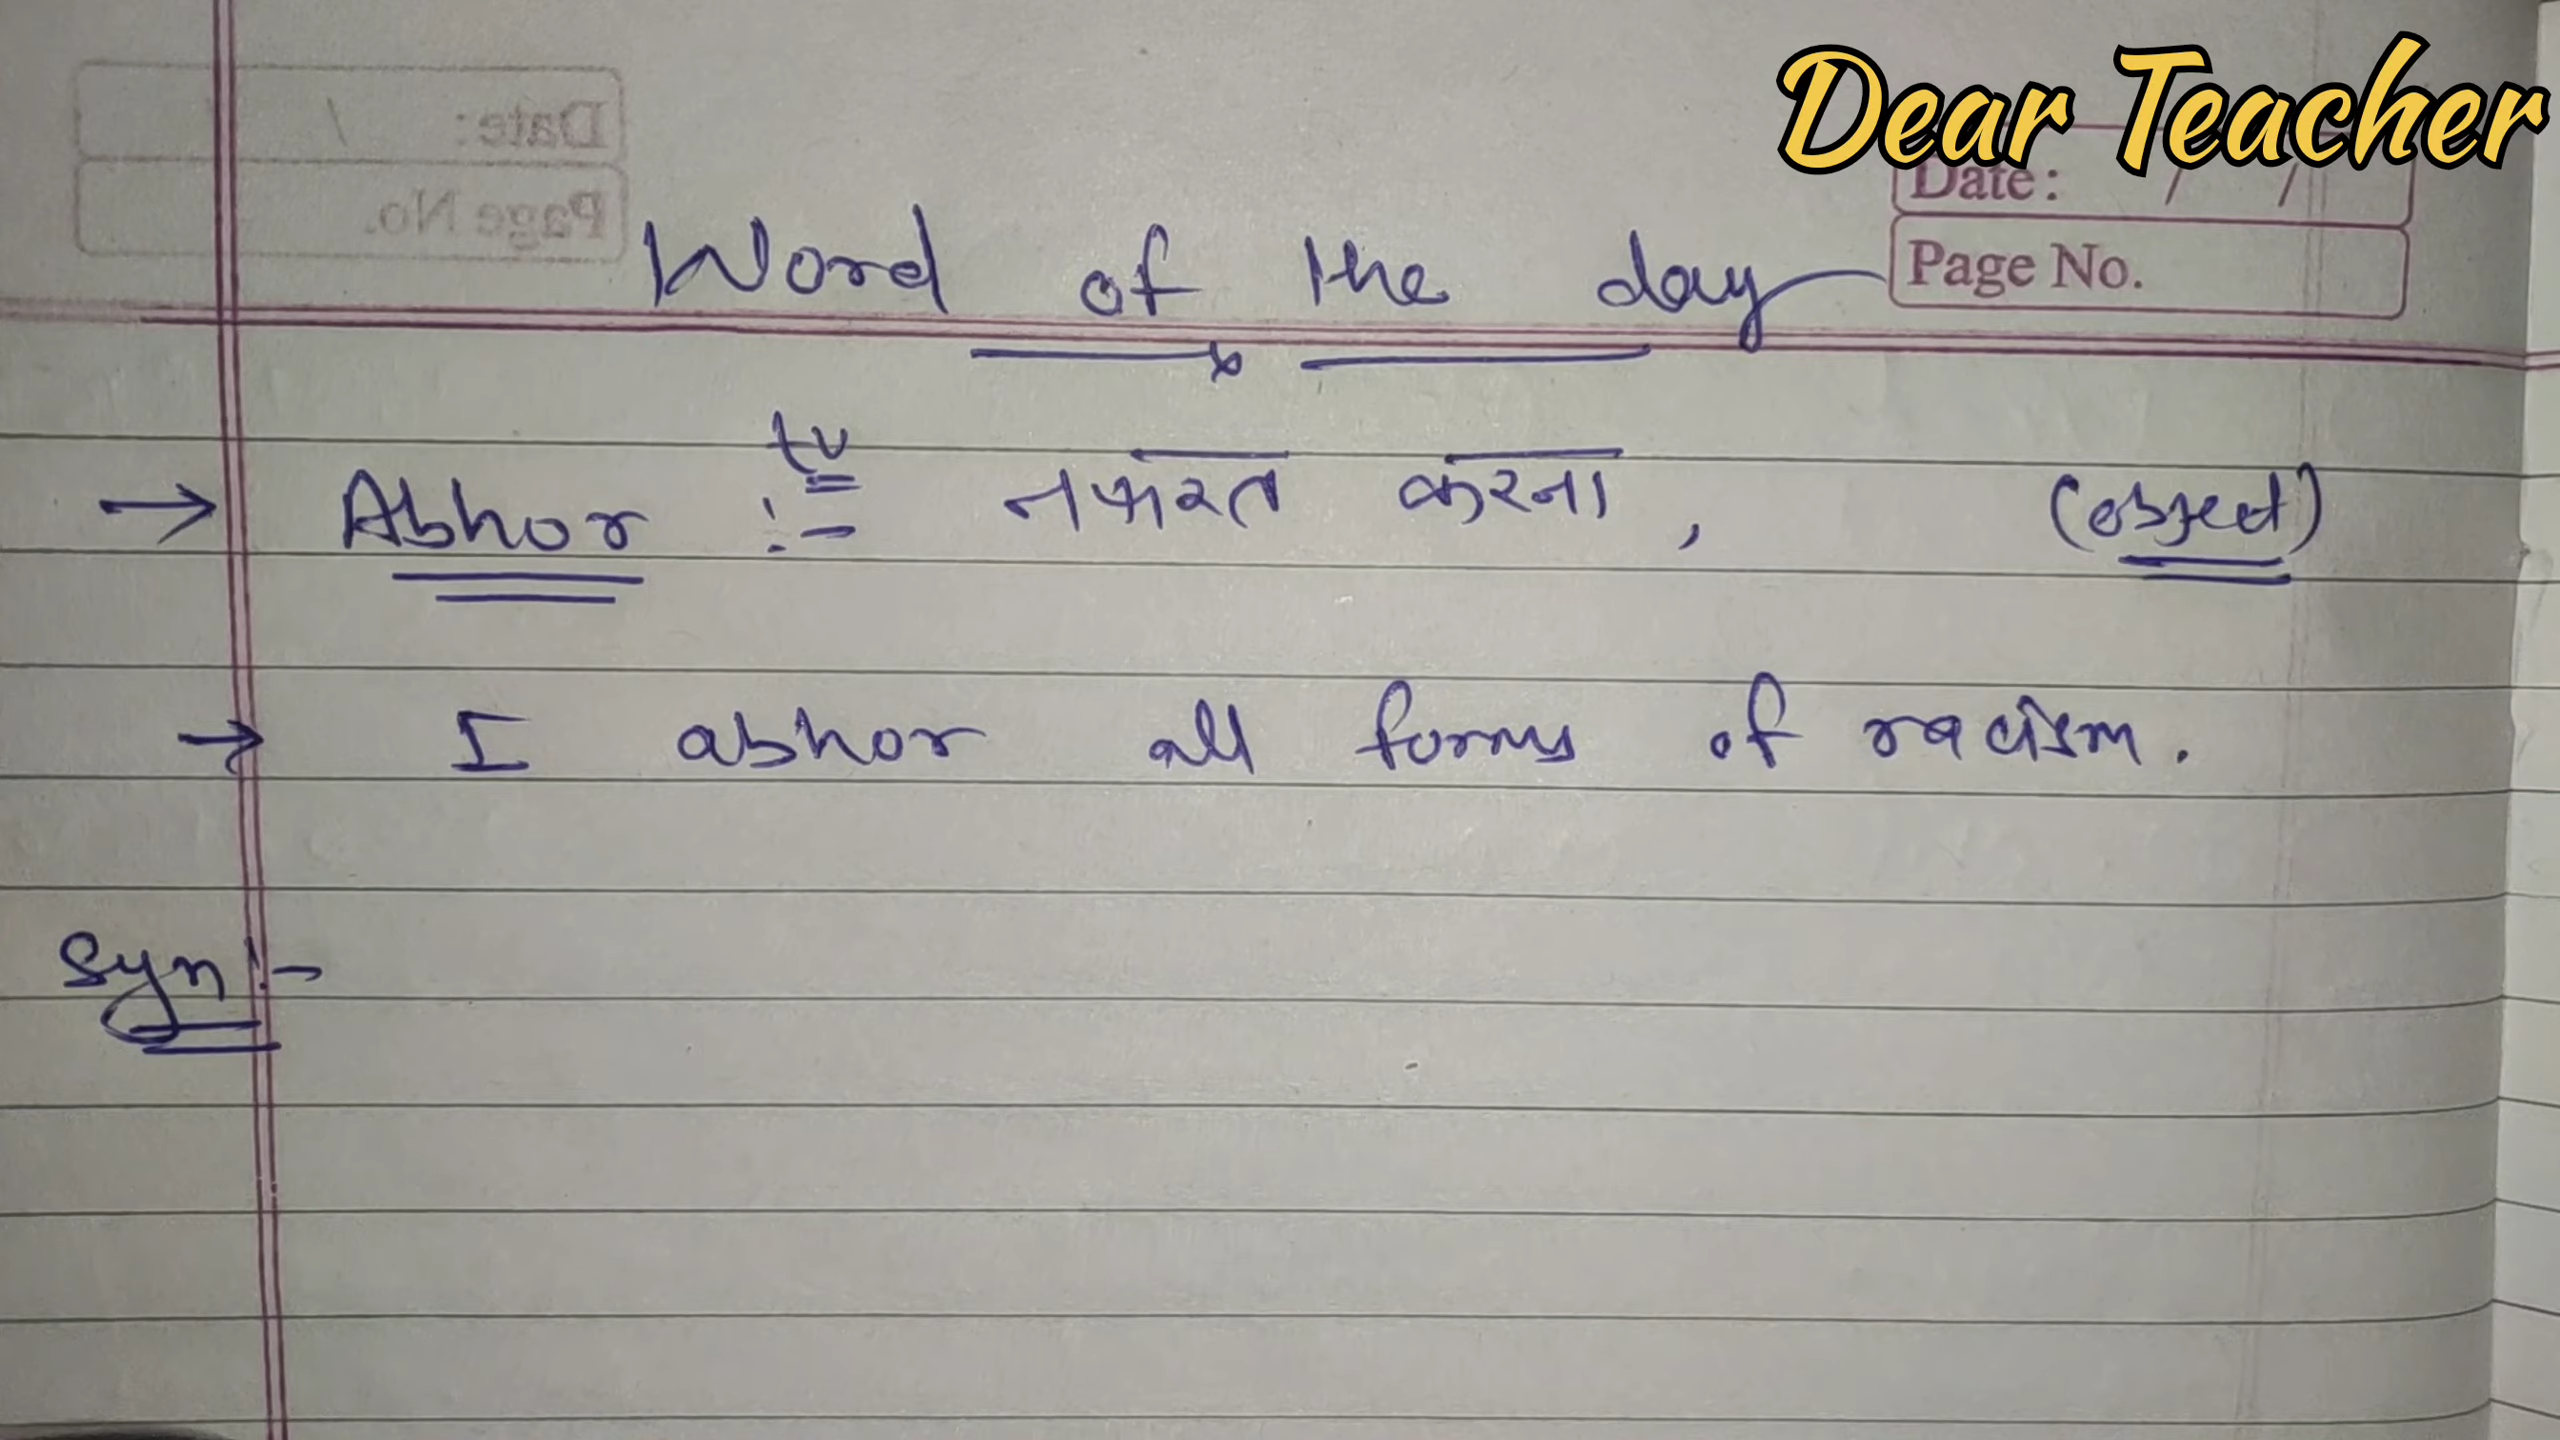 Dear Teacher
Date: /
Page No.
Date: / /
Page No.
Word of the day
tv
→ Abhor :- नफरत करना, (object)
→ I abhor all forms of racism.
Syn :-